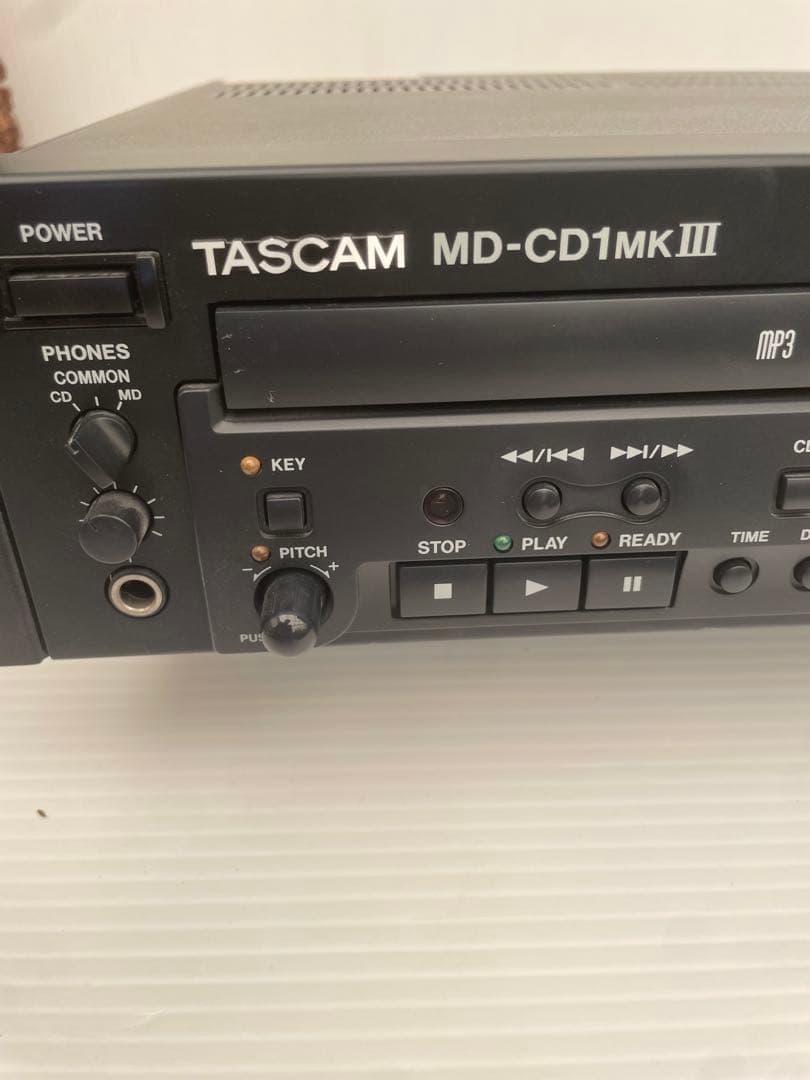 POWER
TASCAM MD-CD1MKIII
MP3
PHONES
COMMON
CD MD
KEY
PITCH
- +
STOP PLAY READY
TIME